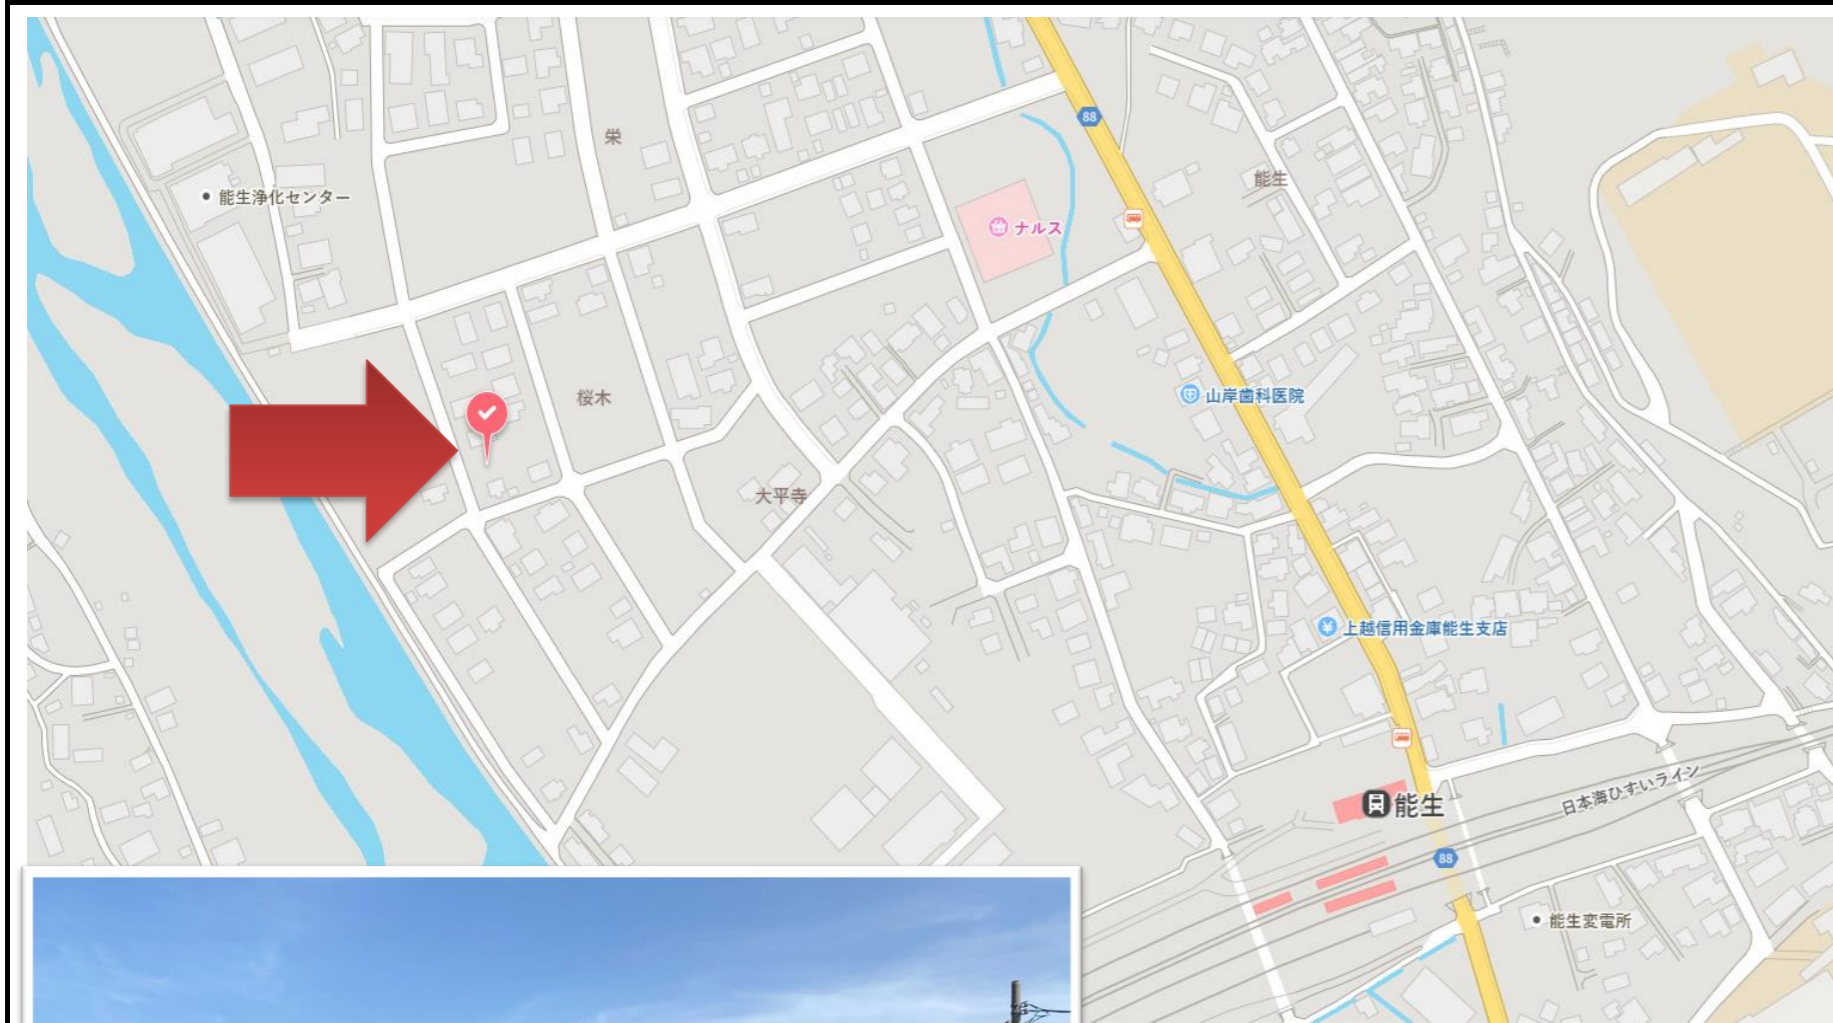 88
栄
能生
能生浄化センター
ナルス
桜木
山岸歯科医院
大平寺
上越信用金庫能生支店
日本海ひすいライン
能生
88
能生変電所